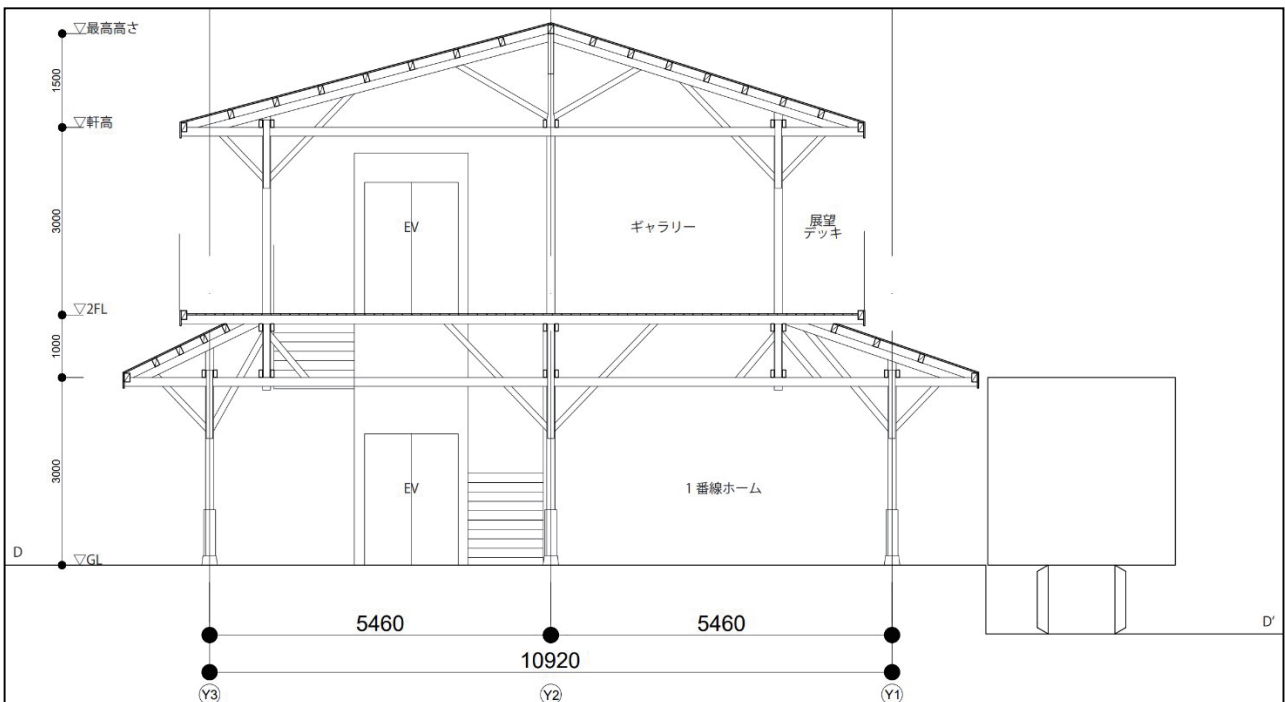 ▽最高高さ
1500
▽軒高
3000
EV
ギャラリー
展望
デッキ
▽2FL
1000
3000
EV
1番線ホーム
D
▽GL
5460
5460
D'
10920
Y3
Y2
Y1